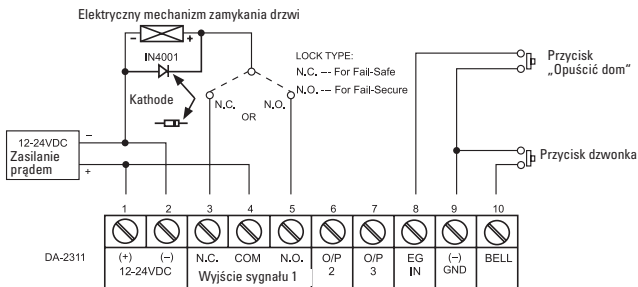 Elektryczny mechanizm zamykania drzwi
– +
IN4001
Kathode
LOCK TYPE:
N.C. --- For Fail-Safe
N.O. --- For Fail-Secure
N.C. N.O.
OR
Przycisk
„Opuścić dom“
Przycisk dzwonka
12-24VDC
Zasilanie
prądem
–
+
1 2 3 4 5 6 7 8 9 10
DA-2311
(+) (–) N.C. COM N.O. O/P O/P EG (–) BELL
12-24VDC Wyjście sygnału 1 2 3 IN GND